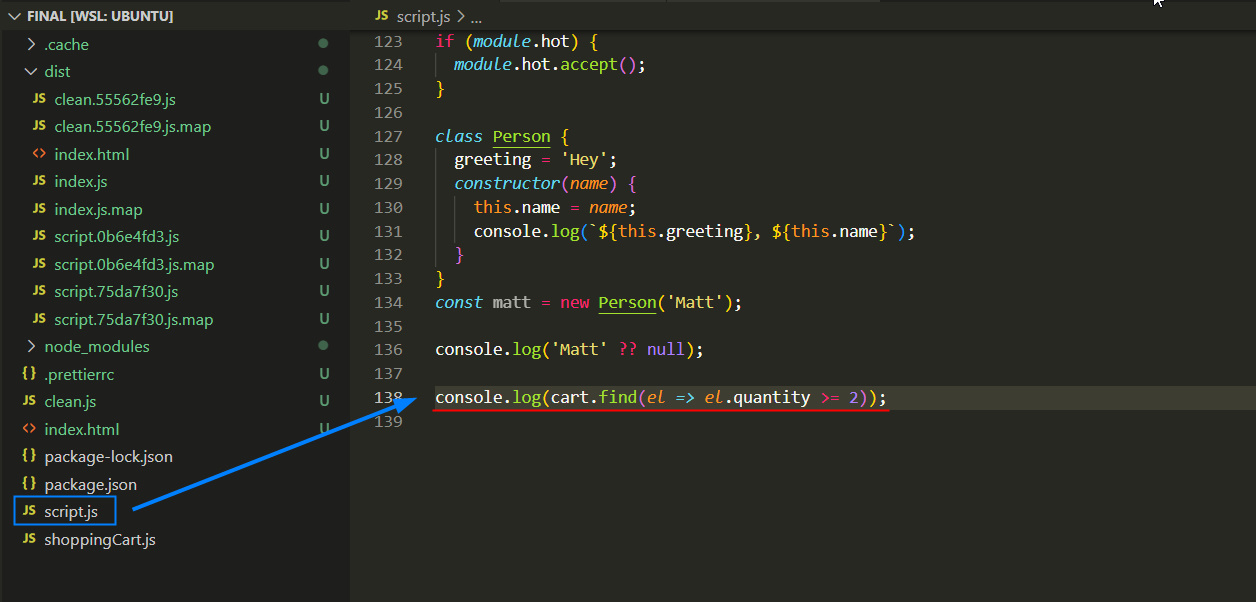 FINAL [WSL: UBUNTU]
.cache
dist
JS clean.55562fe9.js U
JS clean.55562fe9.js.map U
<> index.html U
JS index.js U
JS index.js.map U
JS script.0b6e4fd3.js U
JS script.0b6e4fd3.js.map U
JS script.75da7f30.js U
JS script.75da7f30.js.map U
node_modules
{} .prettierrc U
JS clean.js U
<> index.html U
{} package-lock.json
{} package.json
JS script.js
JS shoppingCart.js
JS script.js > ...
123 if (module.hot) {
124 module.hot.accept();
125 }
126
127 class Person {
128 greeting = 'Hey';
129 constructor(name) {
130 this.name = name;
131 console.log(`${this.greeting}, ${this.name}`);
132 }
133 }
134 const matt = new Person('Matt');
135
136 console.log('Matt' ?? null);
137
138 console.log(cart.find(el => el.quantity >= 2));
139